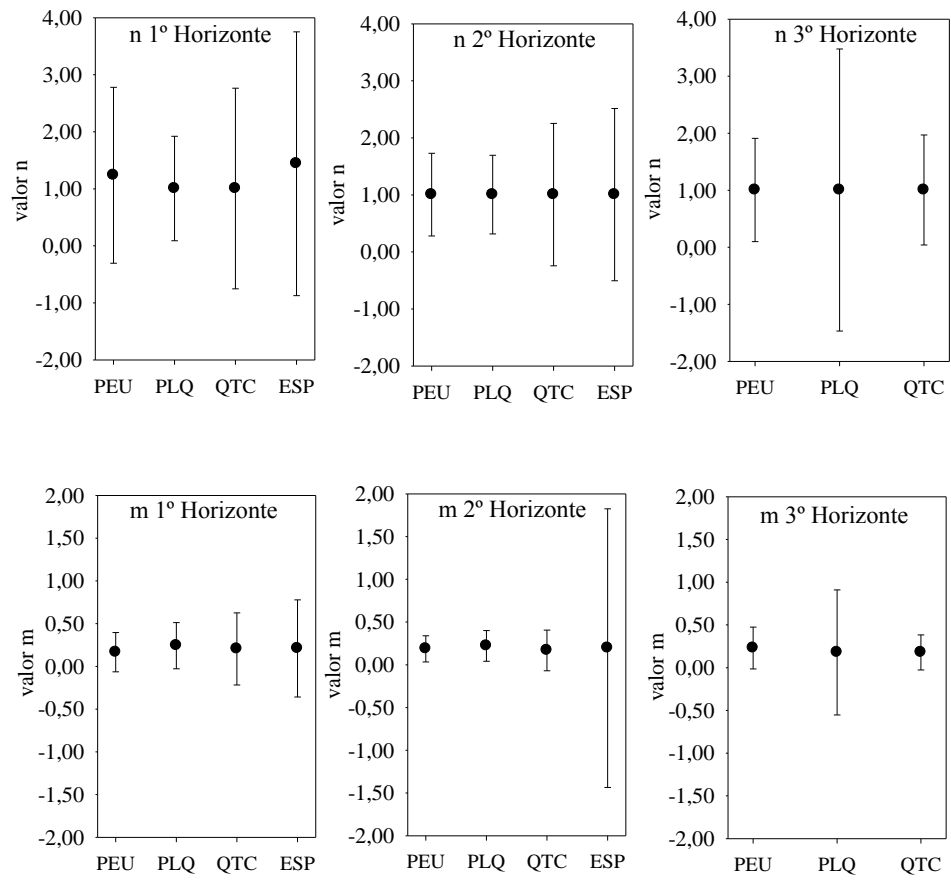 n 1º Horizonte
4,00
3,00
2,00
1,00
0,00
-1,00
-2,00
valor n
PEU PLQ QTC ESP
n 2º Horizonte
4,00
3,00
2,00
1,00
0,00
-1,00
-2,00
valor n
PEU PLQ QTC ESP
n 3º Horizonte
4,00
3,00
2,00
1,00
0,00
-1,00
-2,00
valor n
PEU PLQ QTC
m 1º Horizonte
2,00
1,50
1,00
0,50
0,00
-0,50
-1,00
-1,50
-2,00
valor m
PEU PLQ QTC ESP
m 2º Horizonte
2,00
1,50
1,00
0,50
0,00
-0,50
-1,00
-1,50
-2,00
valor m
PEU PLQ QTC ESP
m 3º Horizonte
2,00
1,50
1,00
0,50
0,00
-0,50
-1,00
-1,50
-2,00
valor m
PEU PLQ QTC